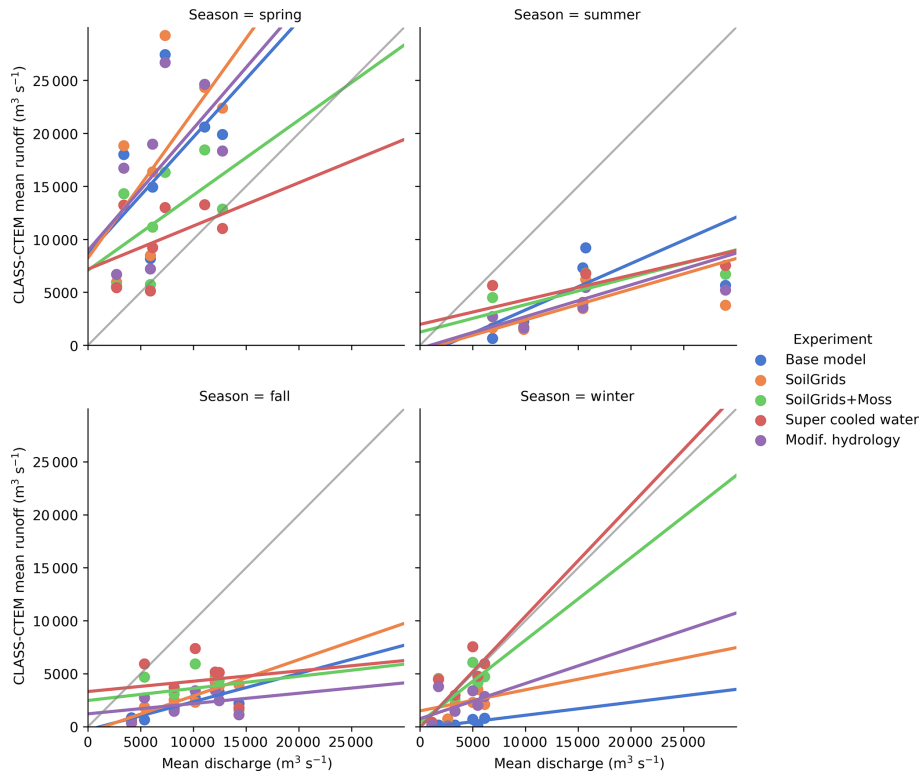 Season = spring
Season = summer
CLASS-CTEM mean runoff (m³ s⁻¹)
25 000
20 000
15 000
10 000
5000
0
Experiment
Base model
SoilGrids
SoilGrids+Moss
Super cooled water
Modif. hydrology
Season = fall
Season = winter
CLASS-CTEM mean runoff (m³ s⁻¹)
25 000
20 000
15 000
10 000
5000
0
0 5000 10 000 15 000 20 000 25 000
0 5000 10 000 15 000 20 000 25 000
Mean discharge (m³ s⁻¹)
Mean discharge (m³ s⁻¹)